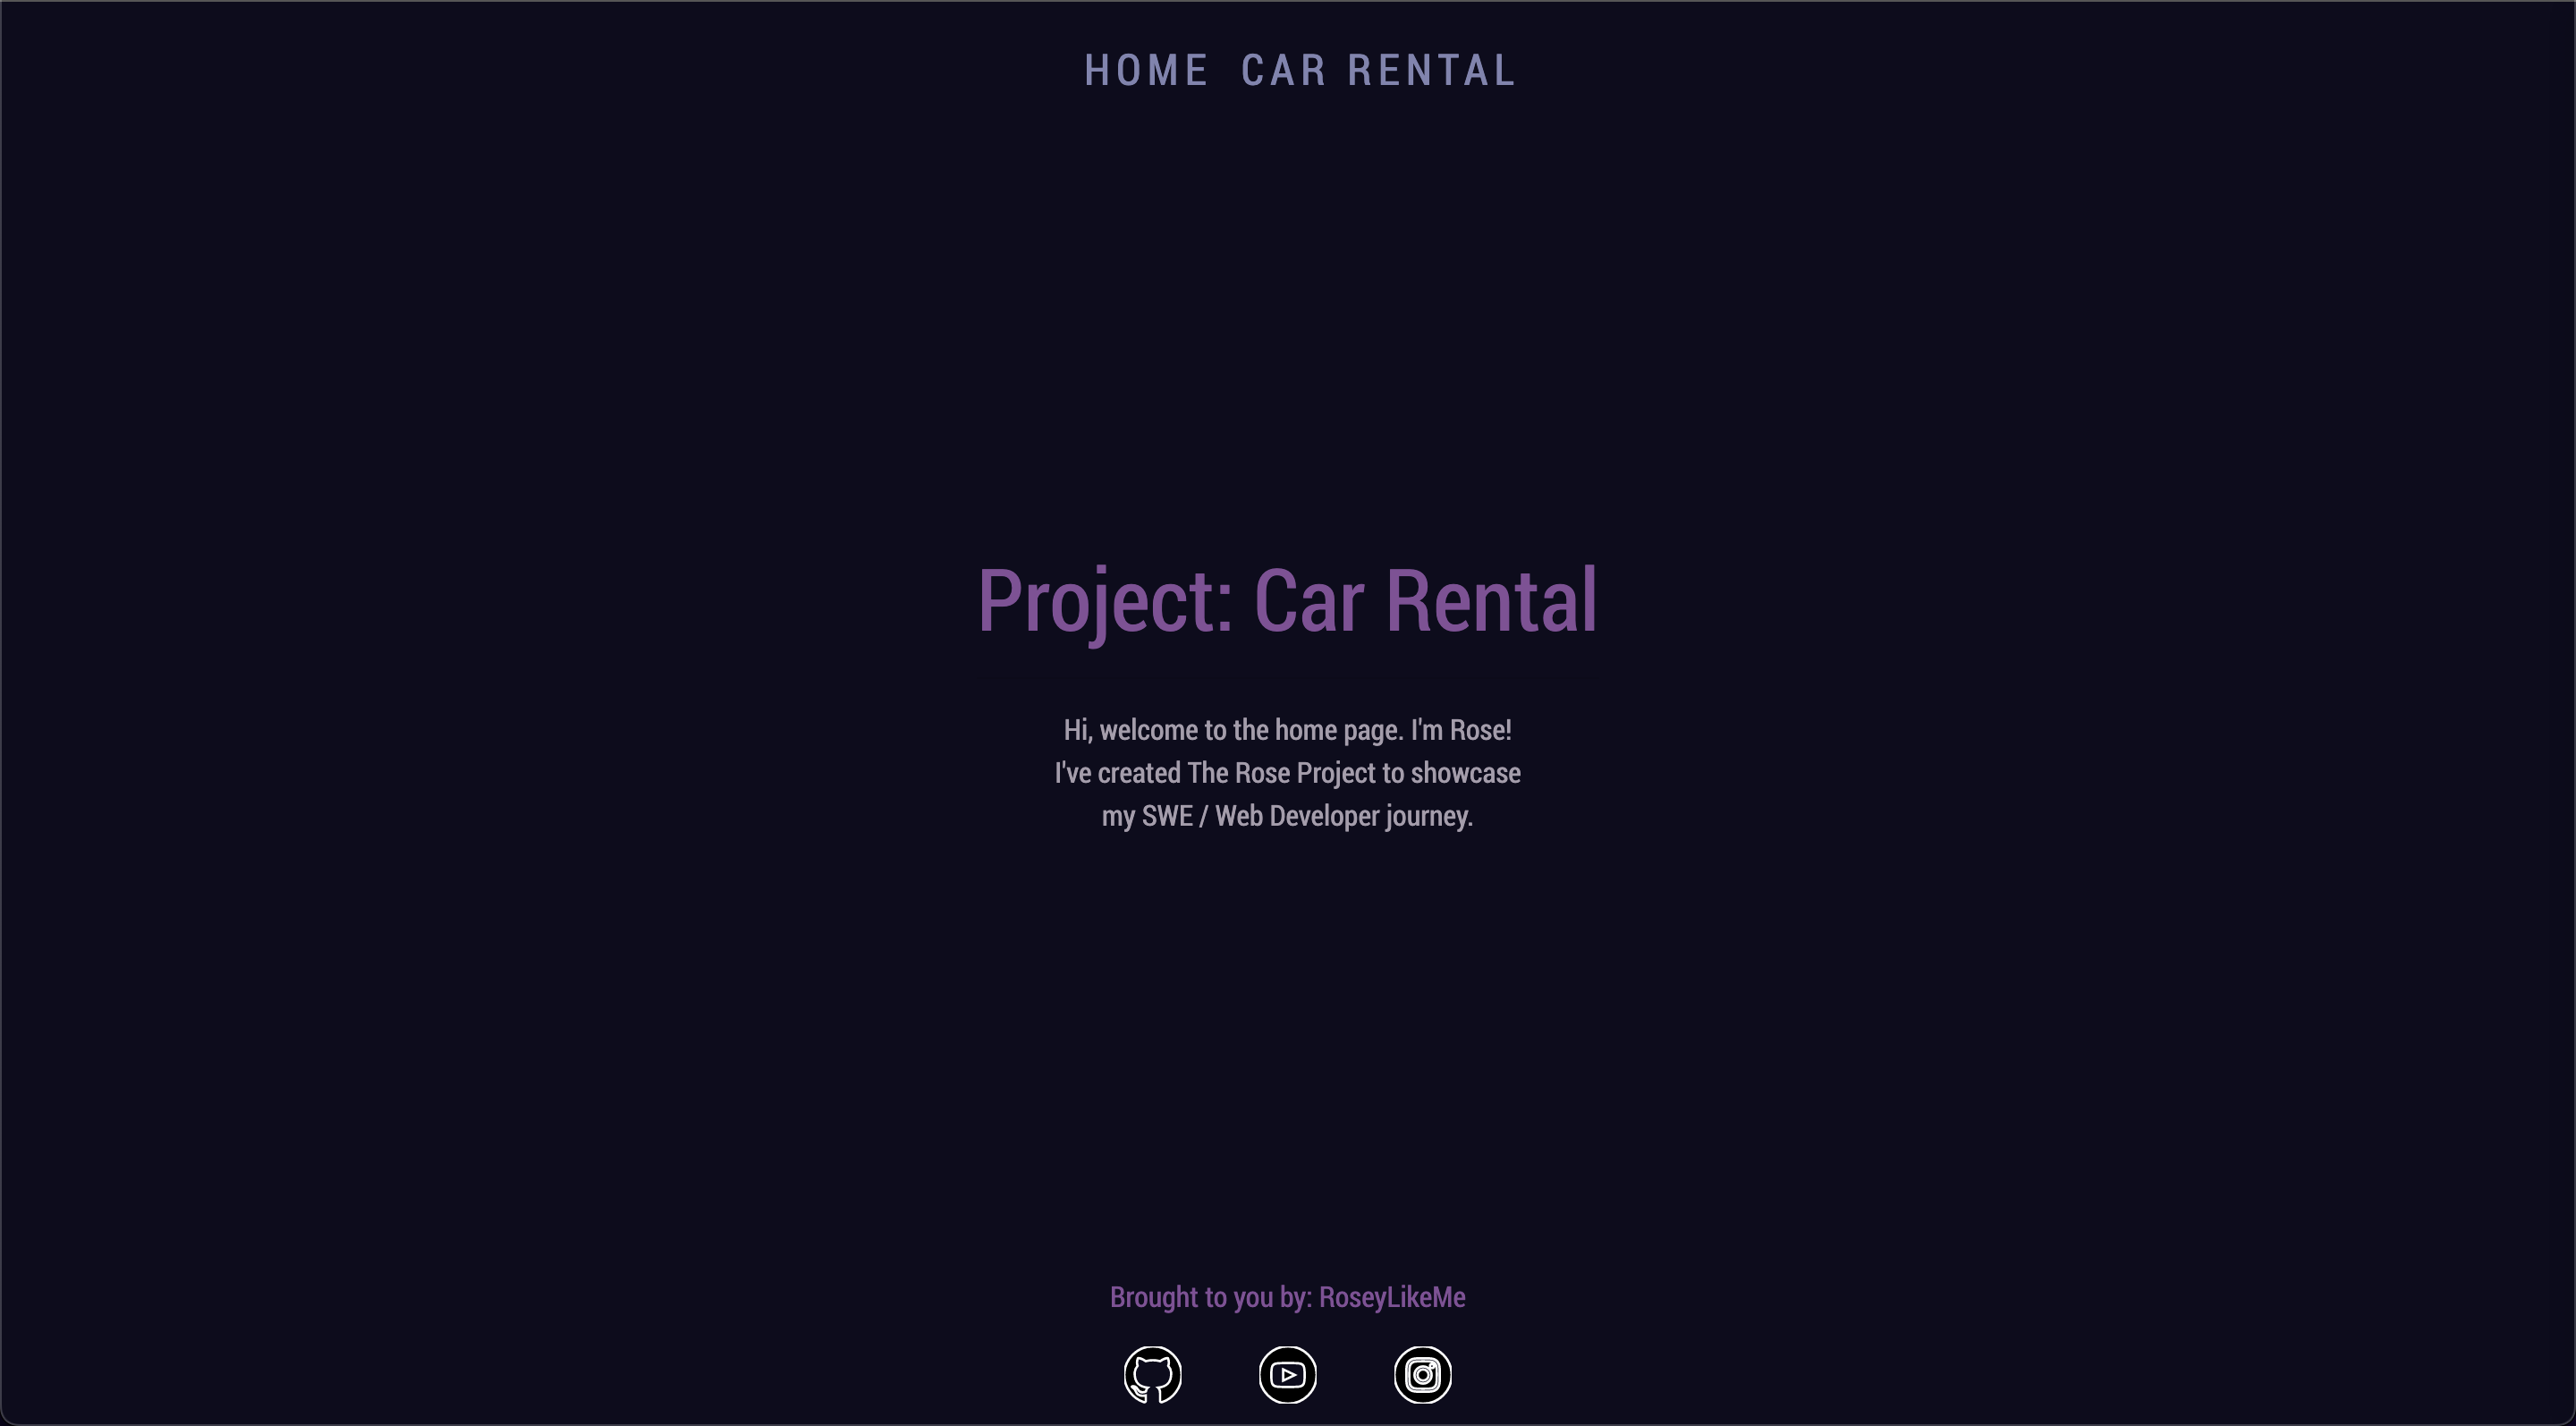 HOME CAR RENTAL
Project: Car Rental
Hi, welcome to the home page. I'm Rose!
I've created The Rose Project to showcase
my SWE / Web Developer journey.
Brought to you by: RoseyLikeMe